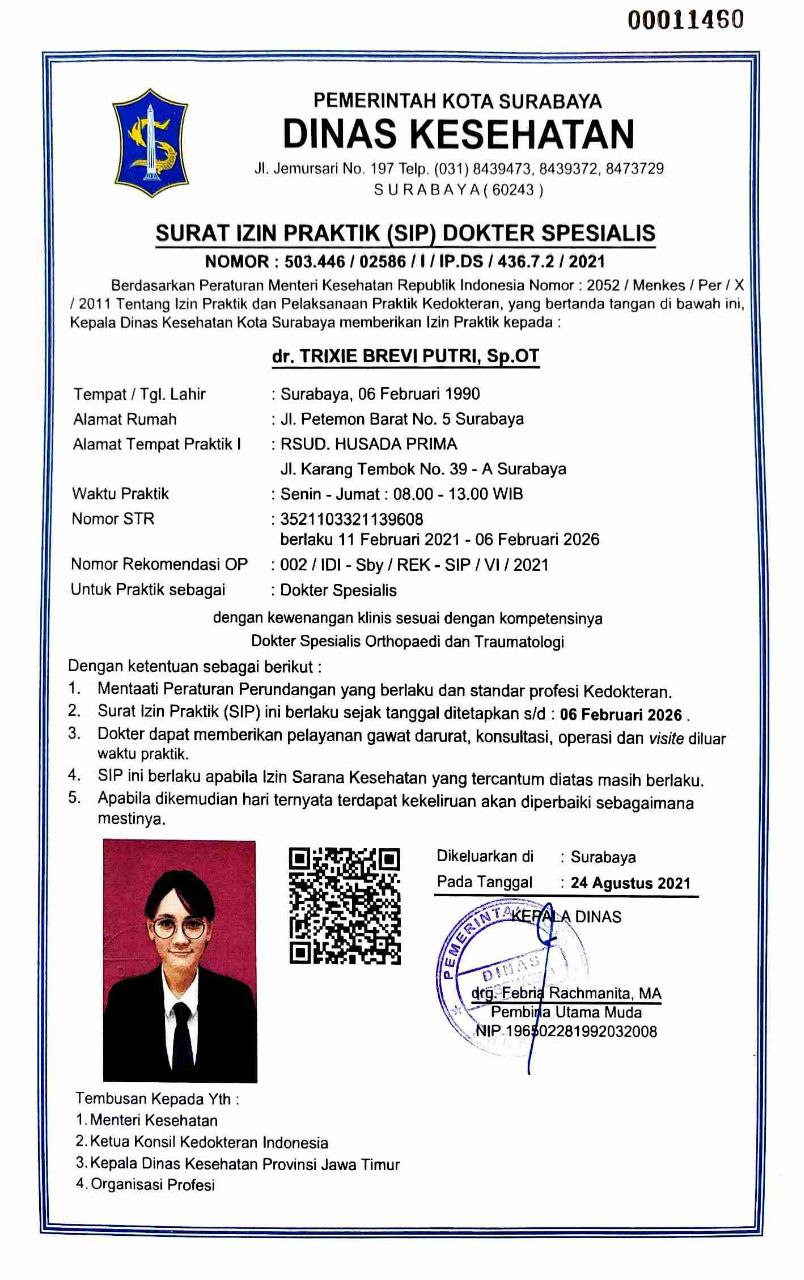 00011460
PEMERINTAH KOTA SURABAYA
DINAS KESEHATAN
Jl. Jemursari No. 197 Telp. (031) 8439473, 8439372, 8473729
S U R A B A Y A ( 60243 )
SURAT IZIN PRAKTIK (SIP) DOKTER SPESIALIS
NOMOR : 503.446 / 02586 / I / IP.DS / 436.7.2 / 2021
Berdasarkan Peraturan Menteri Kesehatan Republik Indonesia Nomor : 2052 / Menkes / Per / X
/ 2011 Tentang Izin Praktik dan Pelaksanaan Praktik Kedokteran, yang bertanda tangan di bawah ini,
Kepala Dinas Kesehatan Kota Surabaya memberikan Izin Praktik kepada :
dr. TRIXIE BREVI PUTRI, Sp.OT
Tempat / Tgl. Lahir : Surabaya, 06 Februari 1990
Alamat Rumah : Jl. Petemon Barat No. 5 Surabaya
Alamat Tempat Praktik I : RSUD. HUSADA PRIMA
Jl. Karang Tembok No. 39 - A Surabaya
Waktu Praktik : Senin - Jumat : 08.00 - 13.00 WIB
Nomor STR : 3521103321139608
berlaku 11 Februari 2021 - 06 Februari 2026
Nomor Rekomendasi OP : 002 / IDI - Sby / REK - SIP / VI / 2021
Untuk Praktik sebagai : Dokter Spesialis
dengan kewenangan klinis sesuai dengan kompetensinya
Dokter Spesialis Orthopaedi dan Traumatologi
Dengan ketentuan sebagai berikut :
1. Mentaati Peraturan Perundangan yang berlaku dan standar profesi Kedokteran.
2. Surat Izin Praktik (SIP) ini berlaku sejak tanggal ditetapkan s/d : 06 Februari 2026 .
3. Dokter dapat memberikan pelayanan gawat darurat, konsultasi, operasi dan visite diluar
waktu praktik.
4. SIP ini berlaku apabila Izin Sarana Kesehatan yang tercantum diatas masih berlaku.
5. Apabila dikemudian hari ternyata terdapat kekeliruan akan diperbaiki sebagaimana
mestinya.
Dikeluarkan di : Surabaya
Pada Tanggal : 24 Agustus 2021
KEPALA DINAS
PEMERINTA
DINAS
drg. Febria Rachmanita, MA
Pembina Utama Muda
NIP.196502281992032008
Tembusan Kepada Yth :
1. Menteri Kesehatan
2. Ketua Konsil Kedokteran Indonesia
3. Kepala Dinas Kesehatan Provinsi Jawa Timur
4. Organisasi Profesi